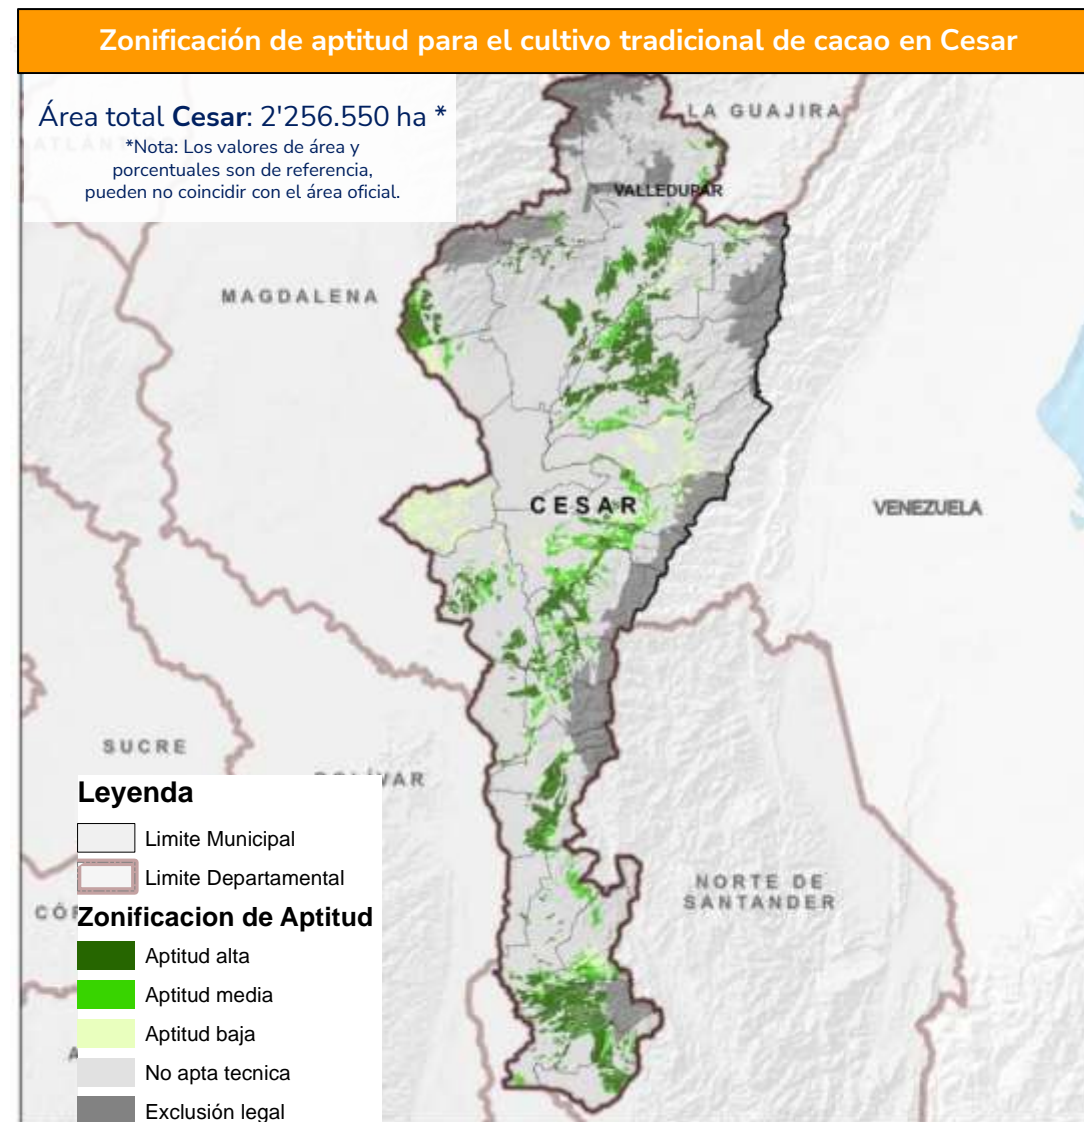 Zonificación de aptitud para el cultivo tradicional de cacao en Cesar
Área total Cesar: 2'256.550 ha *
*Nota: Los valores de área y
porcentuales son de referencia,
pueden no coincidir con el área oficial.
LA GUAJIRA
VALLEDUPAR
MAGDALENA
CESAR
VENEZUELA
SUCRE
NORTE DE
SANTANDER
Leyenda
Limite Municipal
Limite Departamental
Zonificacion de Aptitud
Aptitud alta
Aptitud media
Aptitud baja
No apta tecnica
Exclusión legal